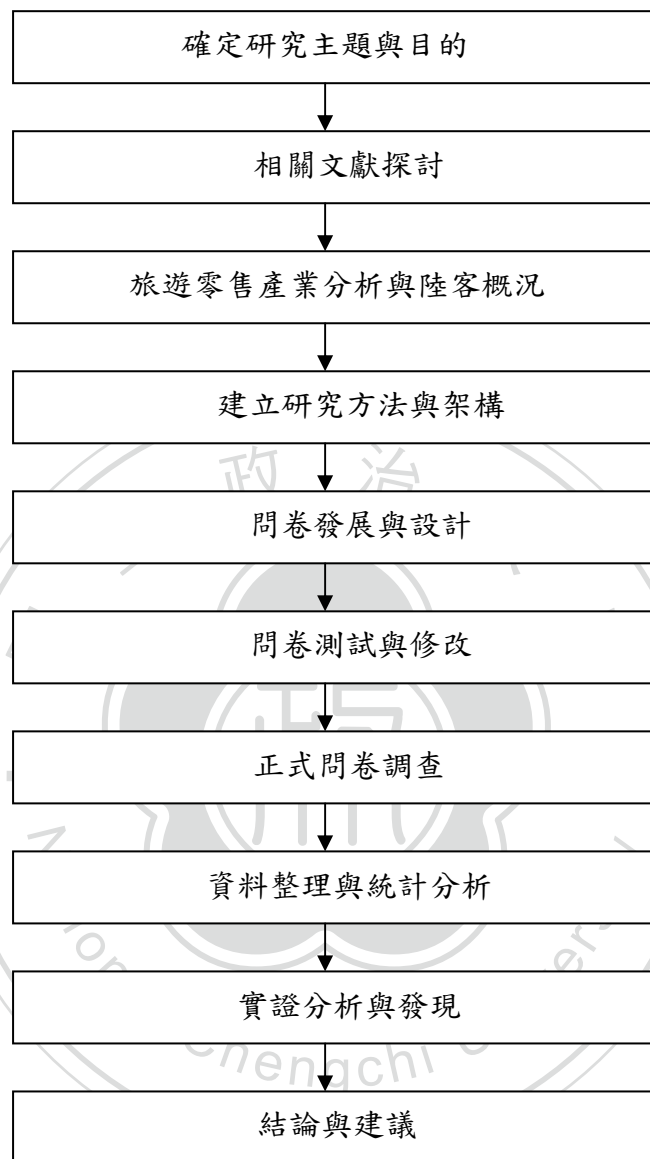 確定研究主題與目的
相關文獻探討
旅遊零售產業分析與陸客概況
建立研究方法與架構
政 治
問卷發展與設計
問卷測試與修改
正式問卷調查
資料整理與統計分析
實證分析與發現
Chengchi
結論與建議